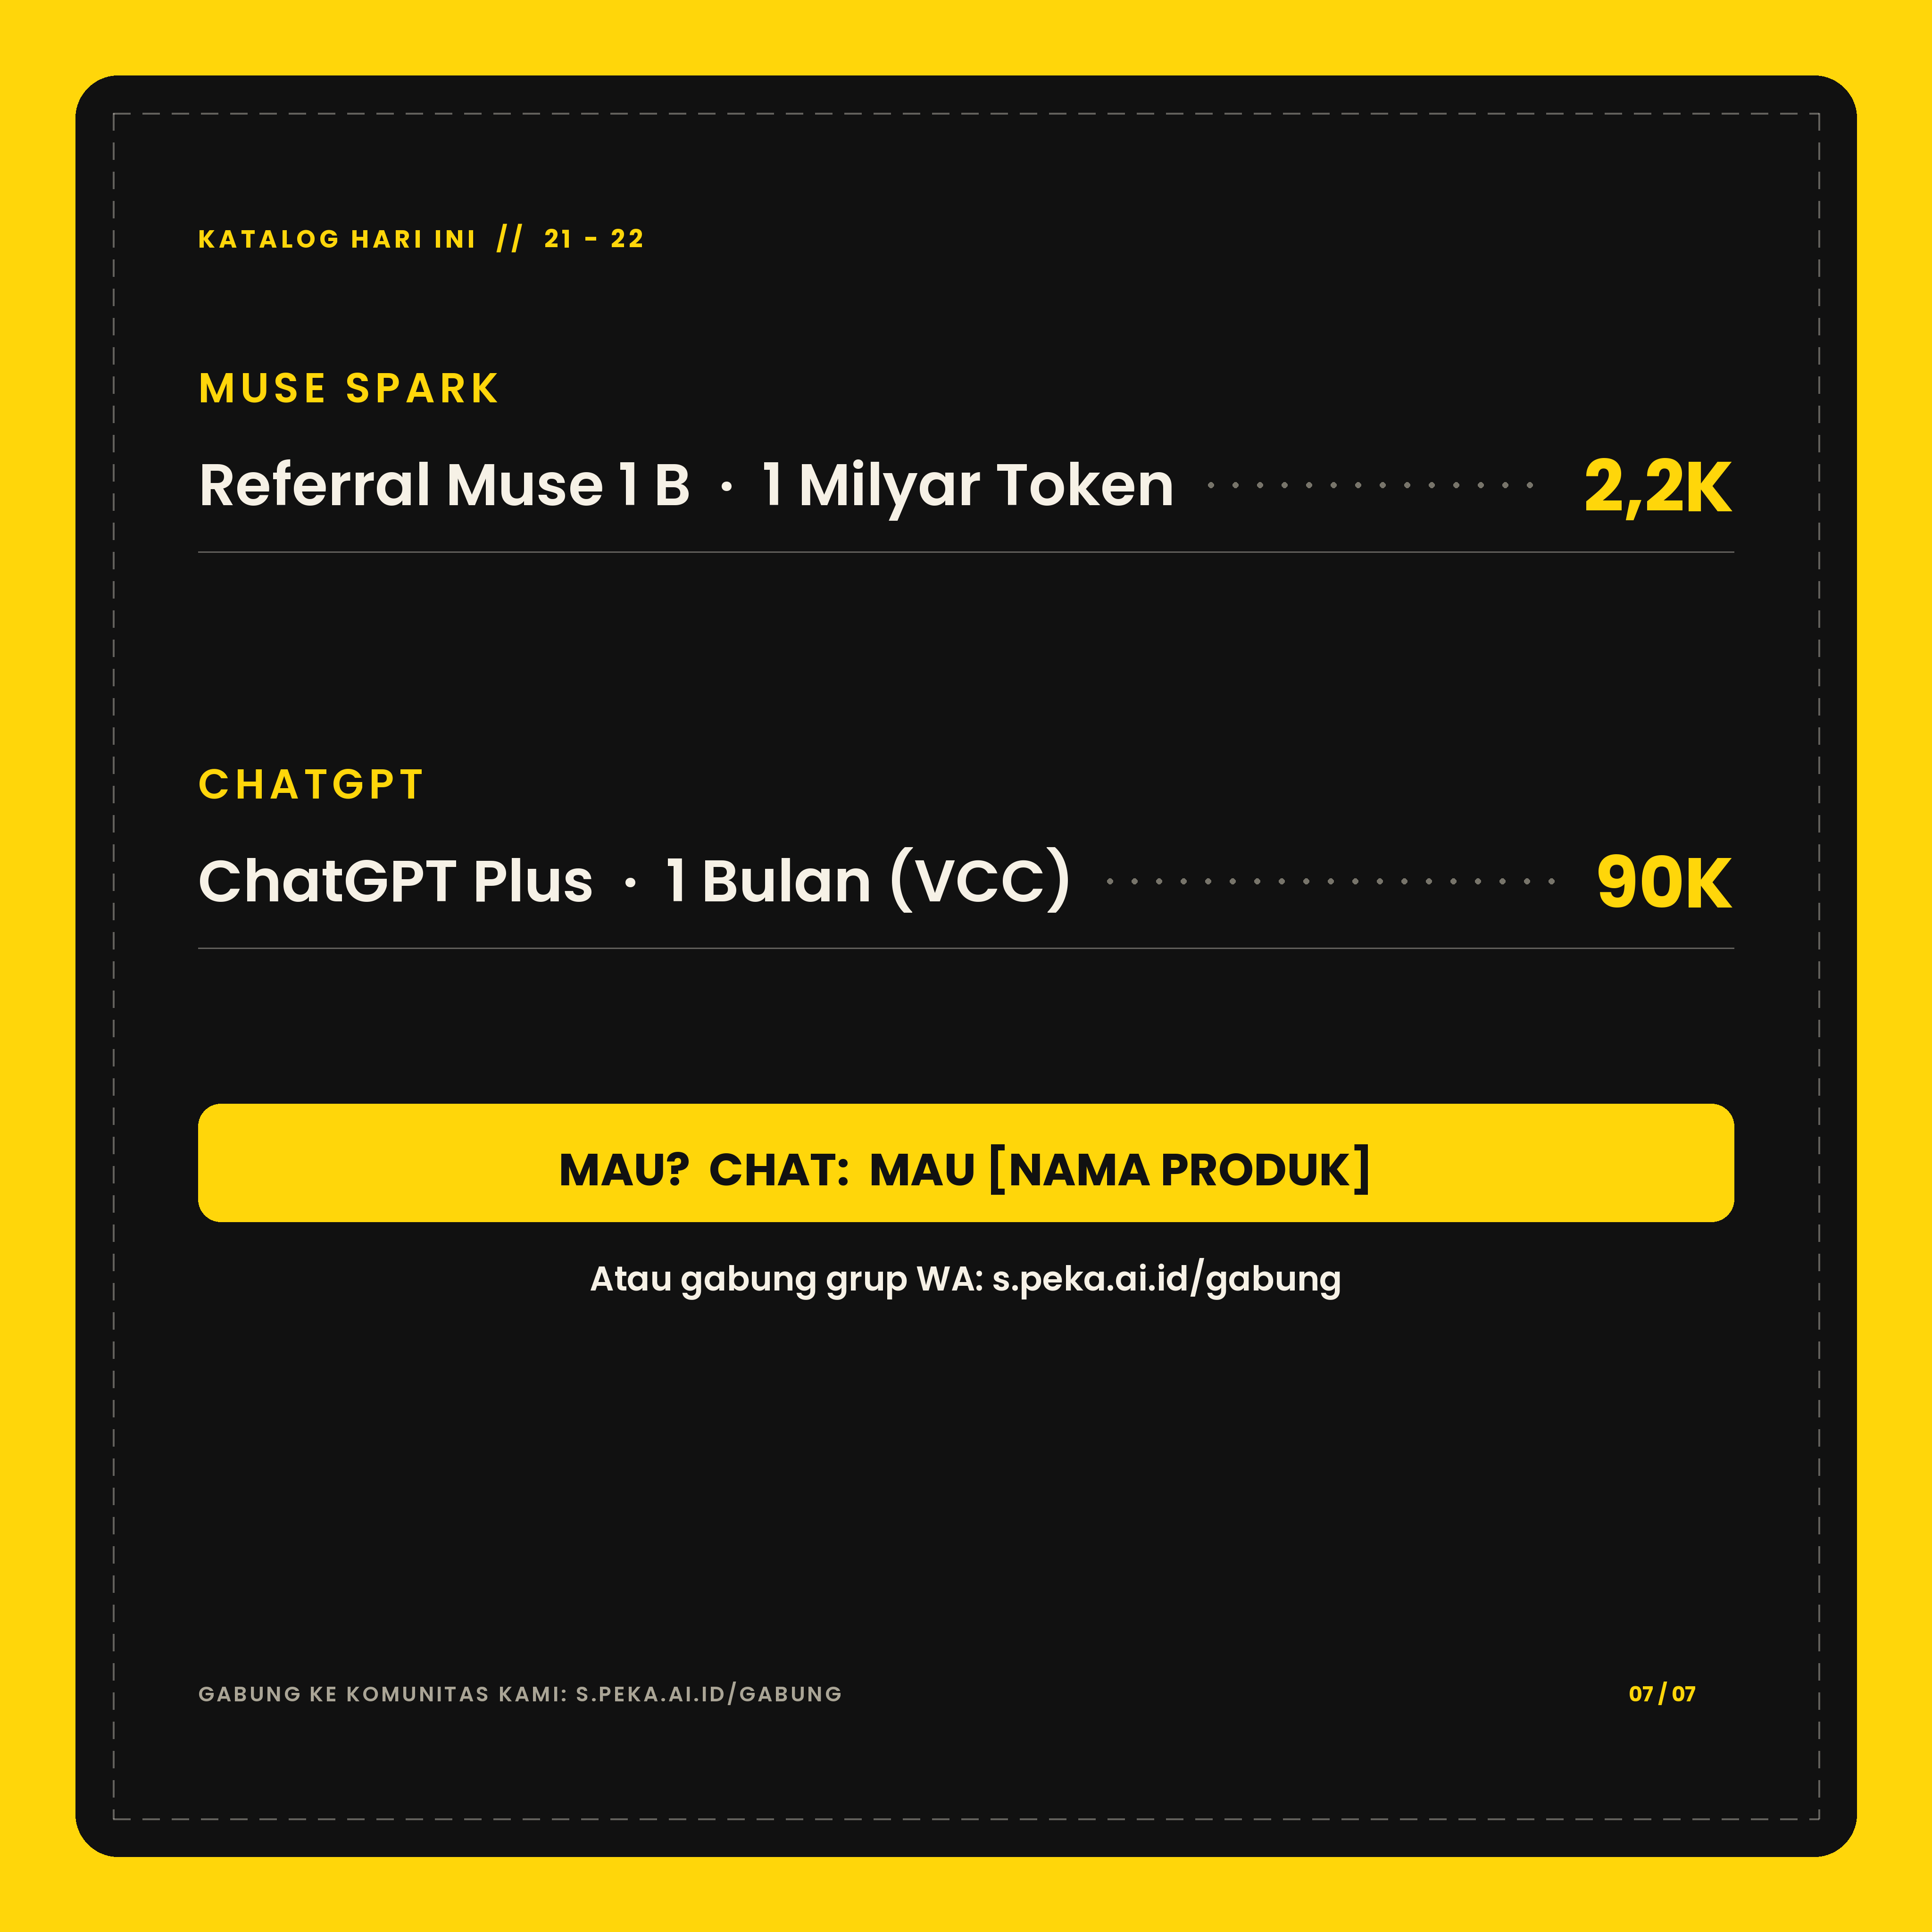 KATALOG HARI INI // 21 - 22
MUSE SPARK
Referral Muse 1 B · 1 Milyar Token 2,2K
CHATGPT
ChatGPT Plus · 1 Bulan (VCC) 90K
MAU? CHAT: MAU [NAMA PRODUK]
Atau gabung grup WA: s.peka.ai.id/gabung
GABUNG KE KOMUNITAS KAMI: S.PEKA.AI.ID/GABUNG 07 / 07